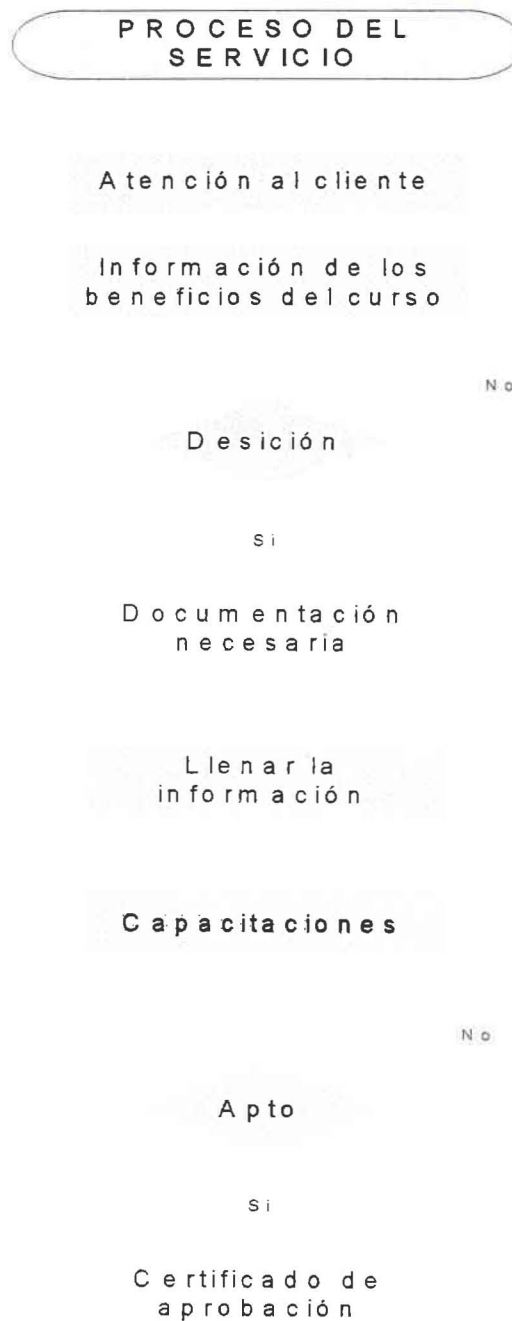 PROCESO DEL
SERVICIO
Atención al cliente
Información de los
beneficios del curso
No
Desición
Si
Documentación
necesaria
Llenar la
información
Capacitaciones
No
Apto
Si
Certificado de
aprobación